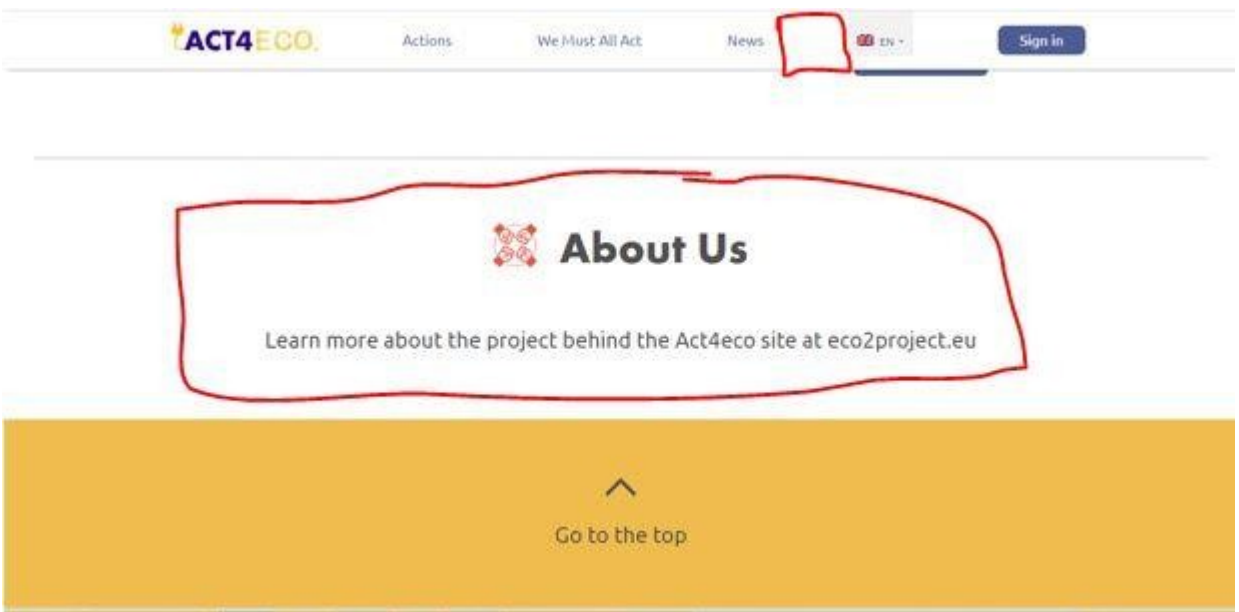 ACT4ECO. Actions We Must All Act News EN Sign in
About Us
Learn more about the project behind the Act4eco site at eco2project.eu
Go to the top